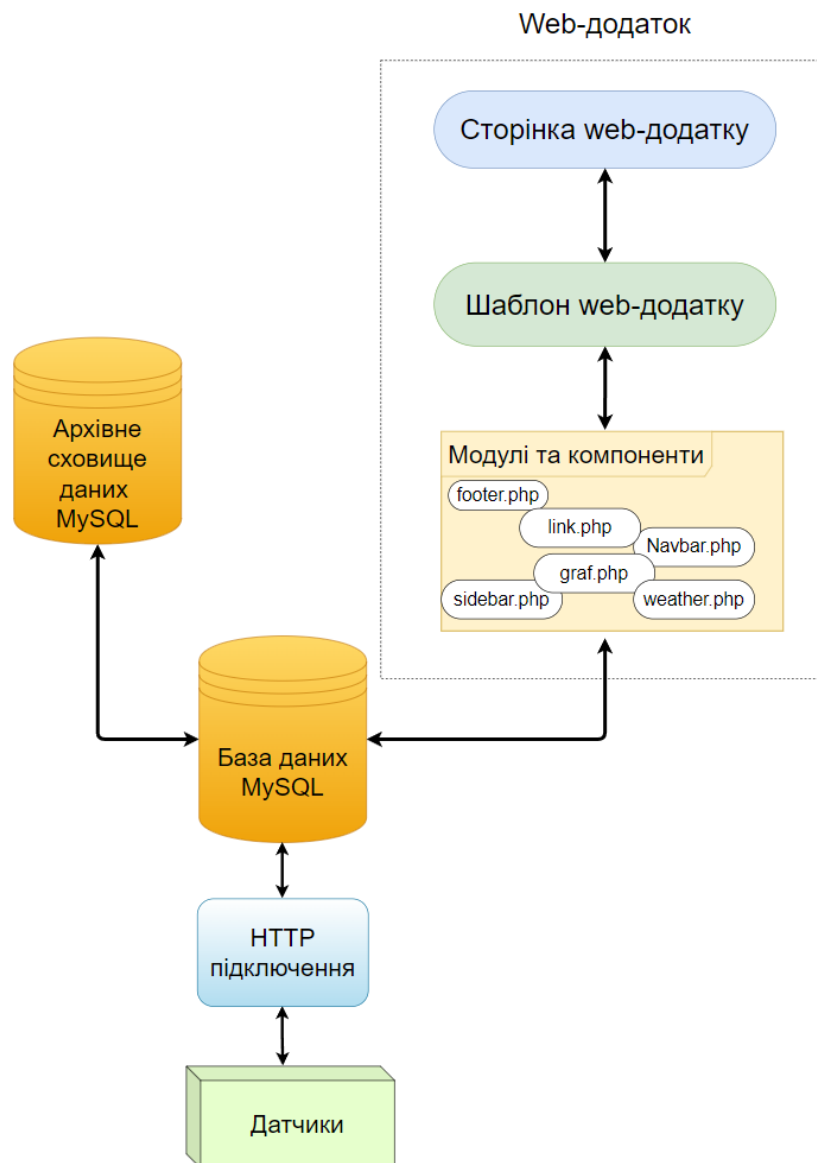 Web-додаток
Сторінка web-додатку
Шаблон web-додатку
Архівне
сховище
даних
MySQL
Модулі та компоненти
footer.php
link.php
Navbar.php
graf.php
sidebar.php
weather.php
База даних
MySQL
HTTP
підключення
Датчики